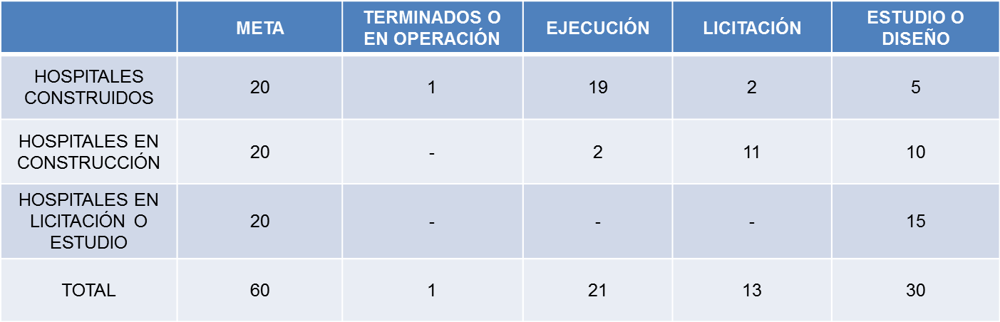 META
TERMINADOS O
EN OPERACIÓN
EJECUCIÓN
LICITACIÓN
ESTUDIO O
DISEÑO
HOSPITALES
CONSTRUIDOS
20
1
19
2
5
HOSPITALES EN
CONSTRUCCIÓN
20
-
2
11
10
HOSPITALES EN
LICITACIÓN O
ESTUDIO
20
-
-
-
15
TOTAL
60
1
21
13
30